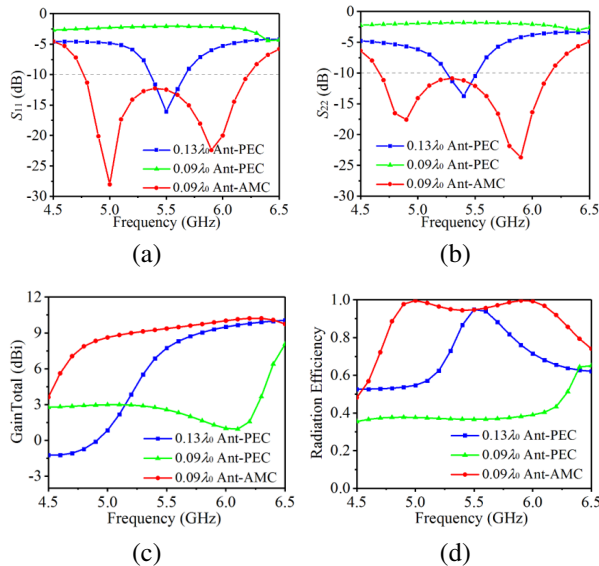 0
-5
-10
-15
-20
-25
-30
S11 (dB)
0.13λ0 Ant-PEC
0.09λ0 Ant-PEC
0.09λ0 Ant-AMC
4.5 5.0 5.5 6.0 6.5
Frequency (GHz)
(a)
0
-5
-10
-15
-20
-25
-30
S22 (dB)
0.13λ0 Ant-PEC
0.09λ0 Ant-PEC
0.09λ0 Ant-AMC
4.5 5.0 5.5 6.0 6.5
Frequency (GHz)
(b)
12
9
6
3
0
-3
GainTotal (dBi)
0.13λ0 Ant-PEC
0.09λ0 Ant-PEC
0.09λ0 Ant-AMC
4.5 5.0 5.5 6.0 6.5
Frequency (GHz)
(c)
1.0
0.8
0.6
0.4
0.2
0.0
Radiation Efficiency
0.13λ0 Ant-PEC
0.09λ0 Ant-PEC
0.09λ0 Ant-AMC
4.5 5.0 5.5 6.0 6.5
Frequency (GHz)
(d)